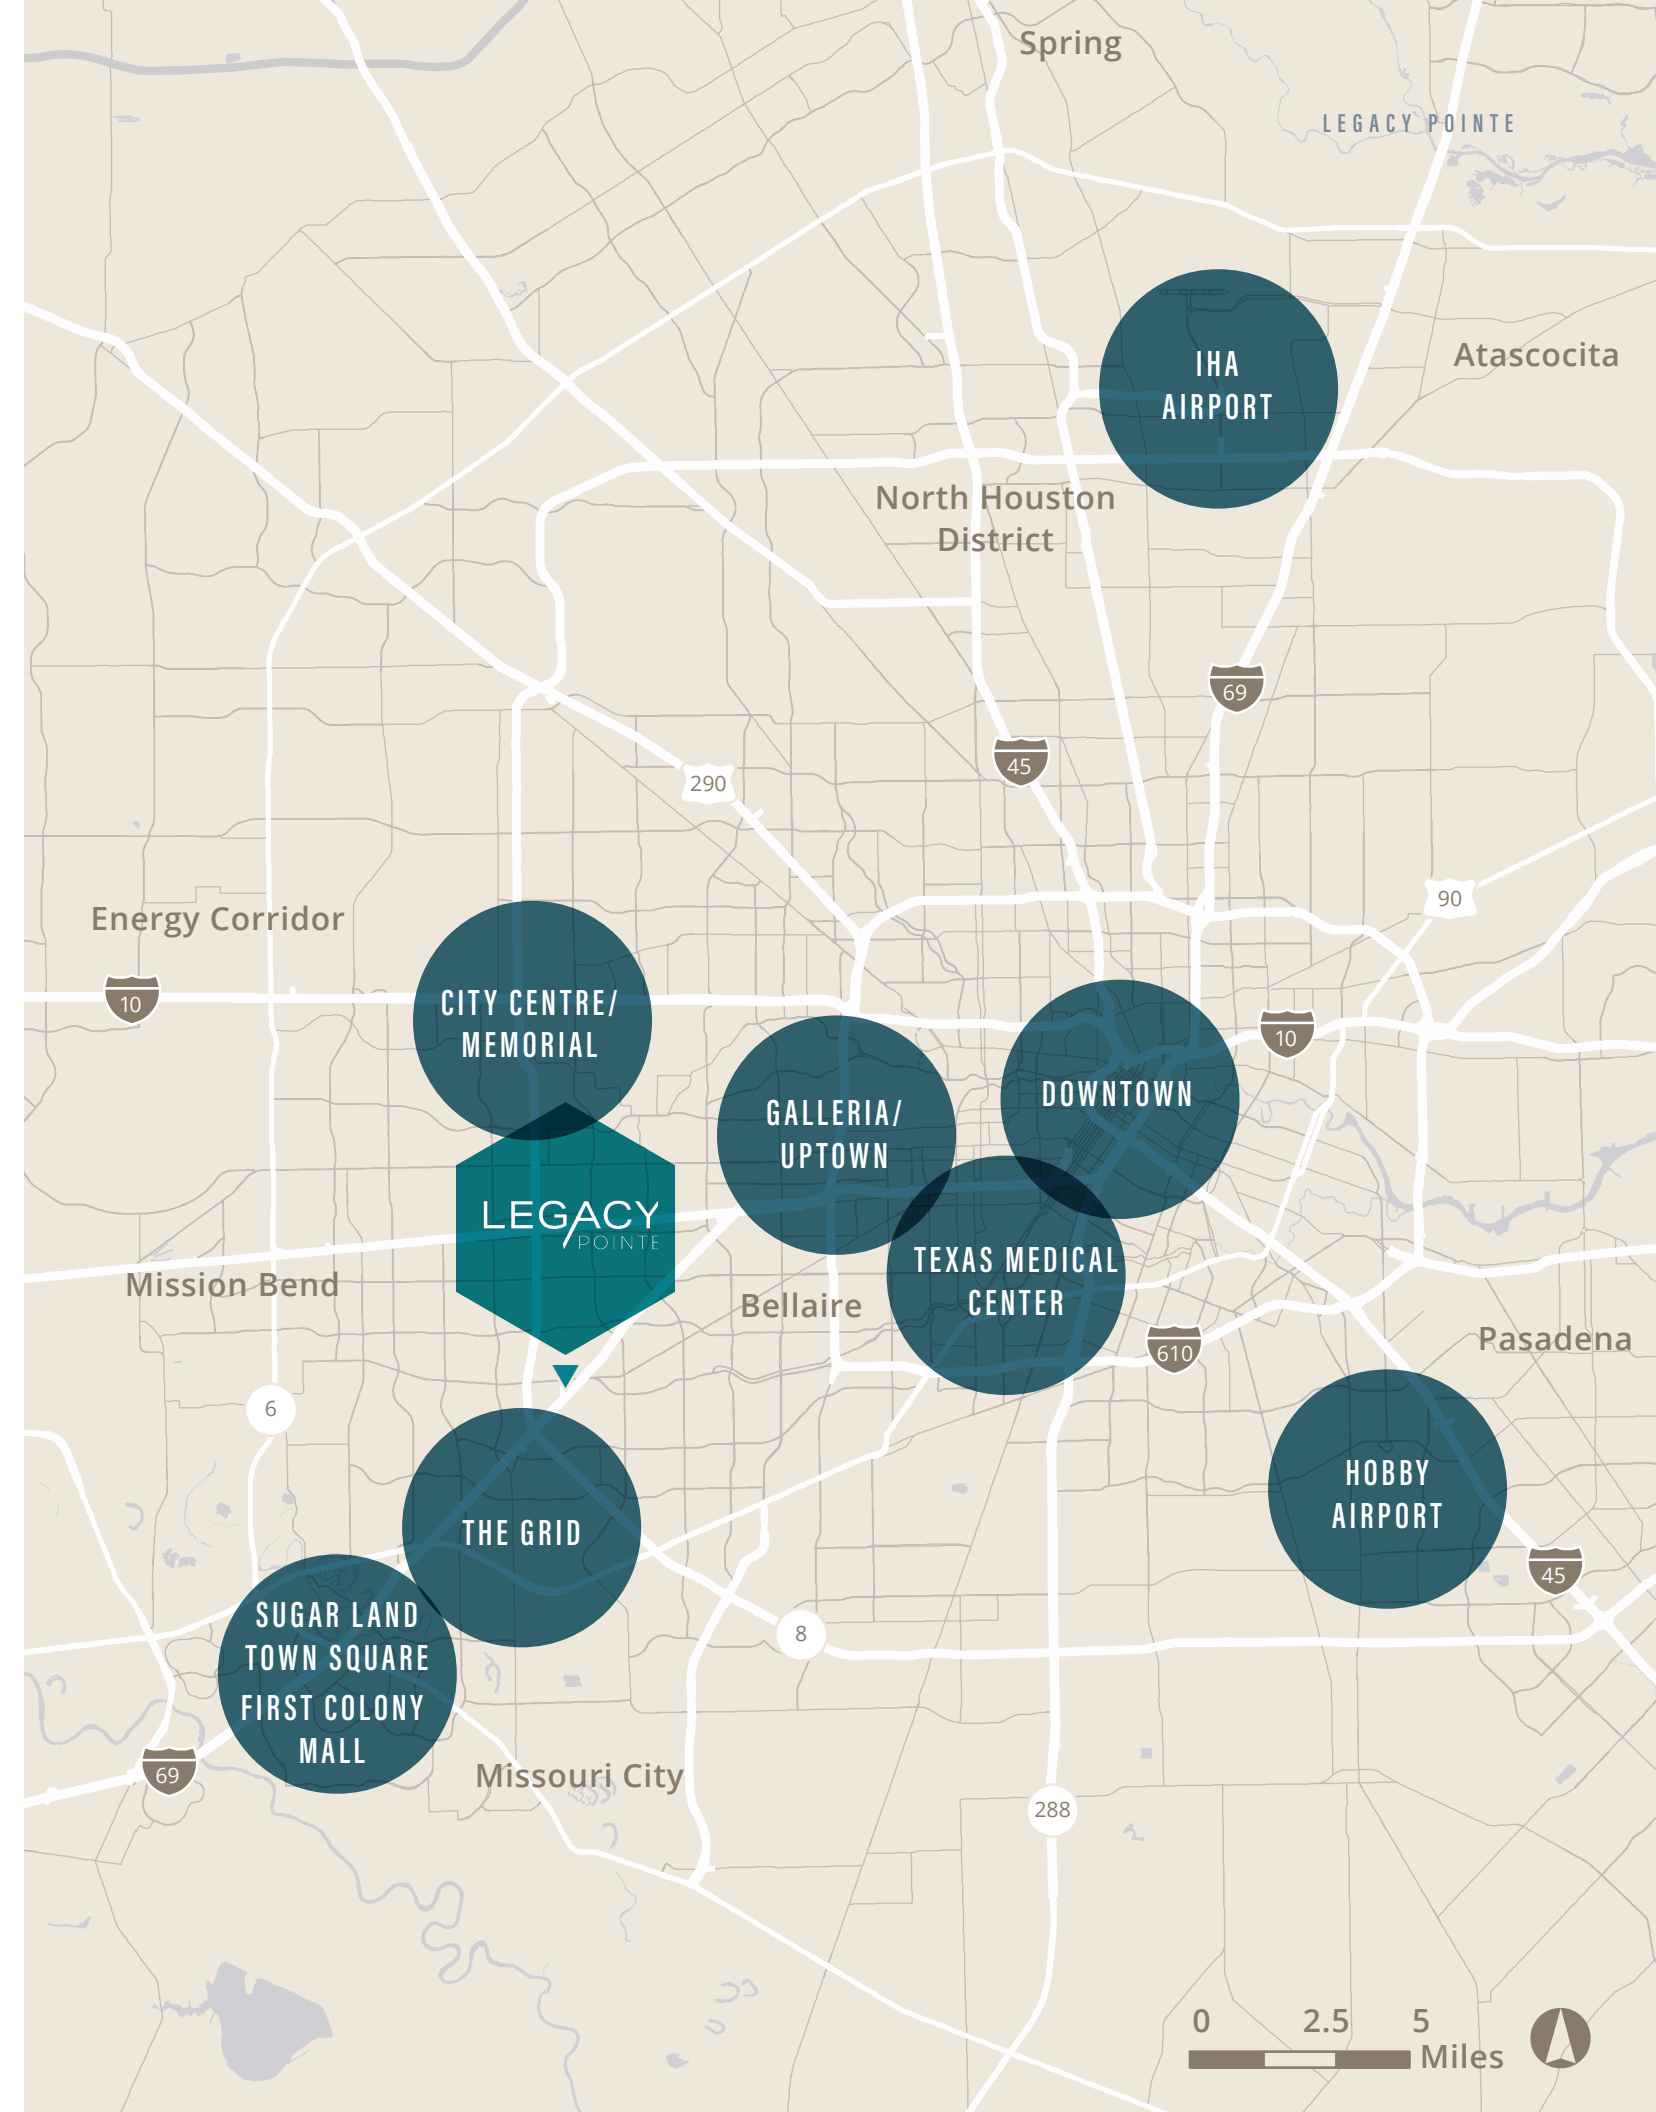 Spring
LEGACY POINTE
IHA
AIRPORT
Atascocita
North Houston
District
69
45
290
90
Energy Corridor
10
CITY CENTRE/
MEMORIAL
10
DOWNTOWN
GALLERIA/
UPTOWN
LEGACY
POINTE
TEXAS MEDICAL
CENTER
Mission Bend
Bellaire
Pasadena
610
6
HOBBY
AIRPORT
THE GRID
45
SUGAR LAND
TOWN SQUARE
FIRST COLONY
MALL
8
69
Missouri City
288
0 2.5 5
Miles